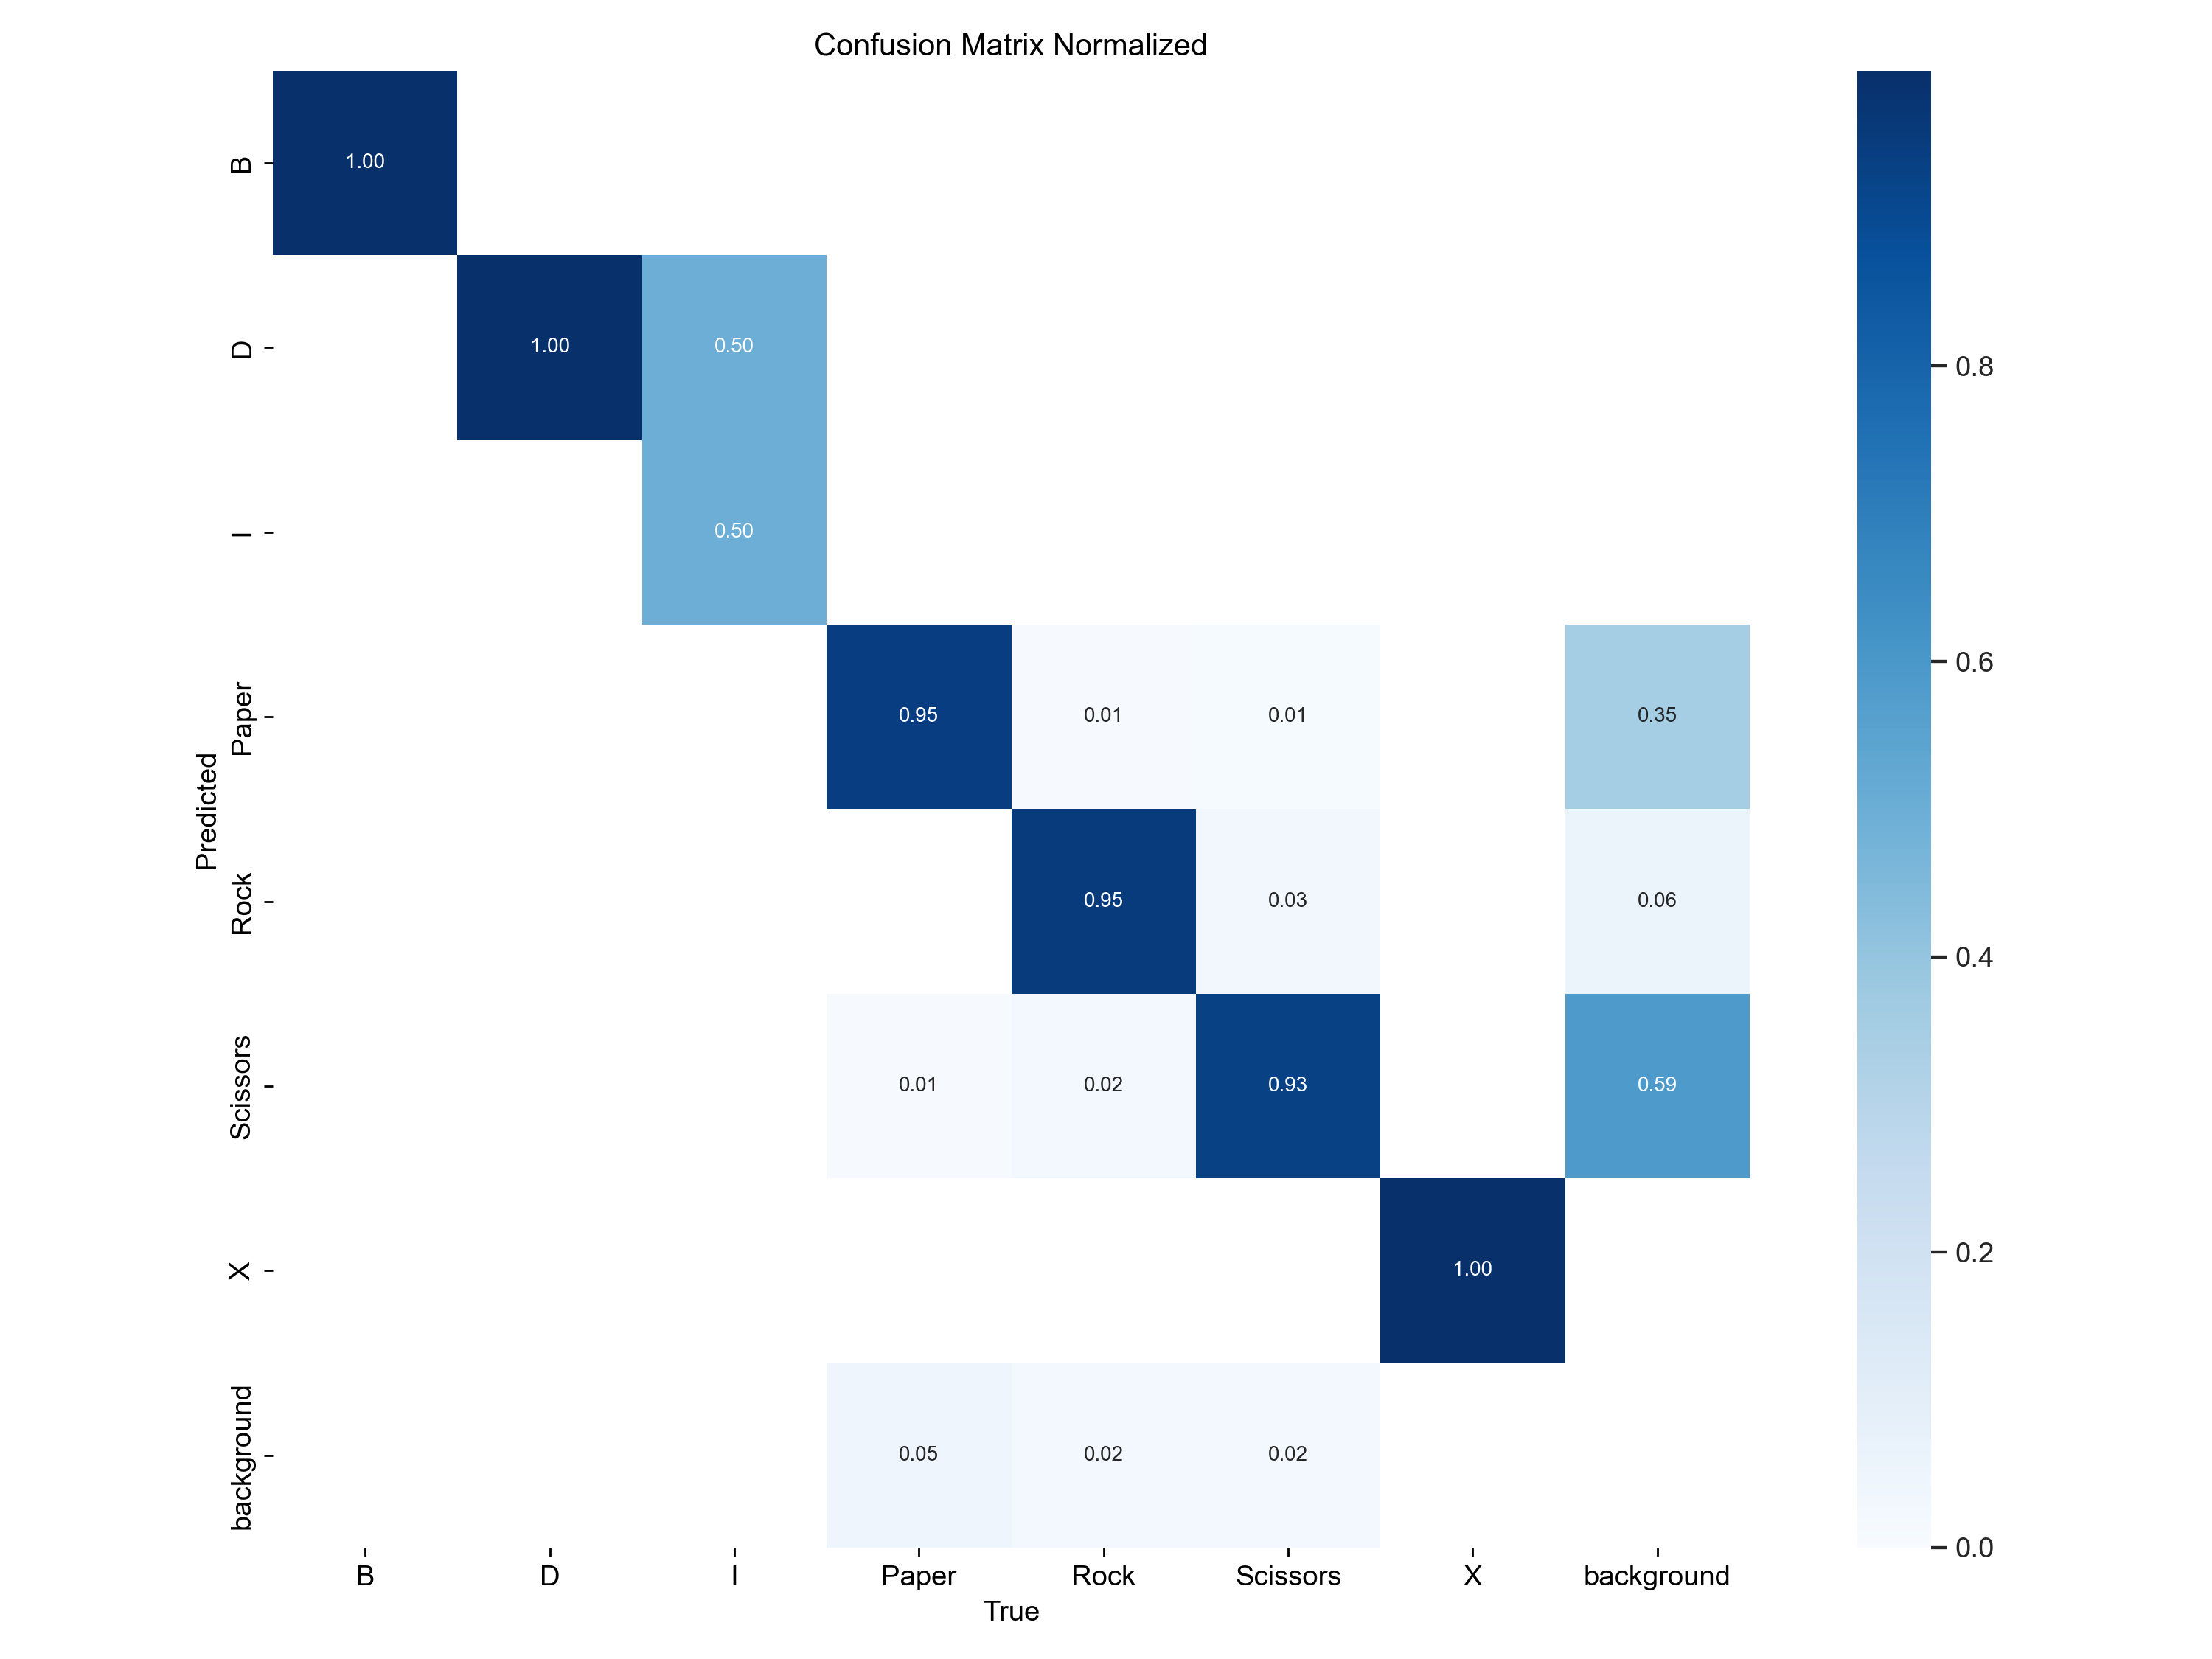 Confusion Matrix Normalized
B
1.00
D
1.00 0.50
I
0.50
Paper
0.95 0.01 0.01 0.35
Rock
0.95 0.03 0.06
Scissors
0.01 0.02 0.93 0.59
X
1.00
background
0.05 0.02 0.02
Predicted
B D I Paper Rock Scissors X background
True
0.8
0.6
0.4
0.2
0.0